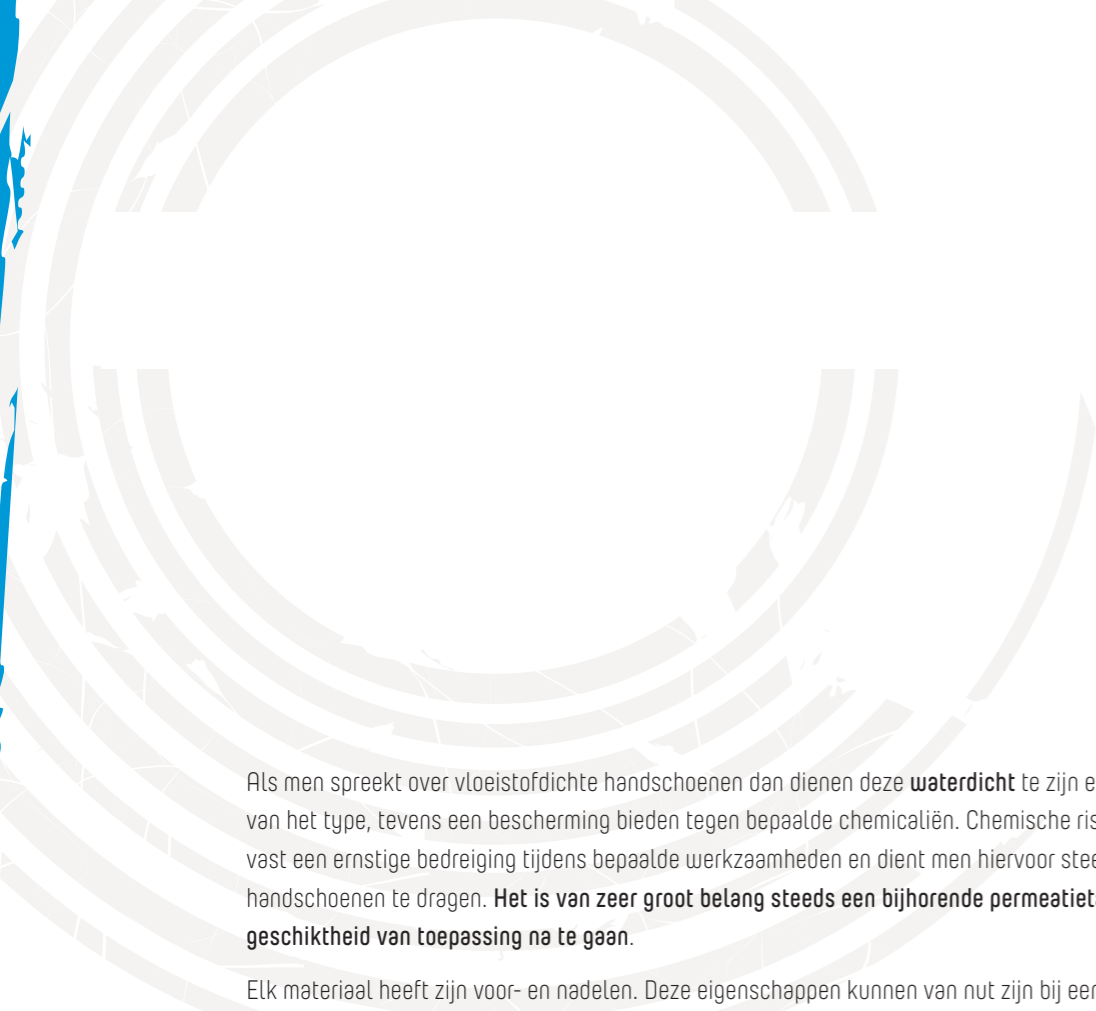 Als men spreekt over vloeistofdichte handschoenen dan dienen deze waterdicht te zijn e
van het type, tevens een bescherming bieden tegen bepaalde chemicaliën. Chemische ris
vast een ernstige bedreiging tijdens bepaalde werkzaamheden en dient men hiervoor stee
handschoenen te dragen. Het is van zeer groot belang steeds een bijhorende permeatieta
geschiktheid van toepassing na te gaan.
Elk materiaal heeft zijn voor- en nadelen. Deze eigenschappen kunnen van nut zijn bij een